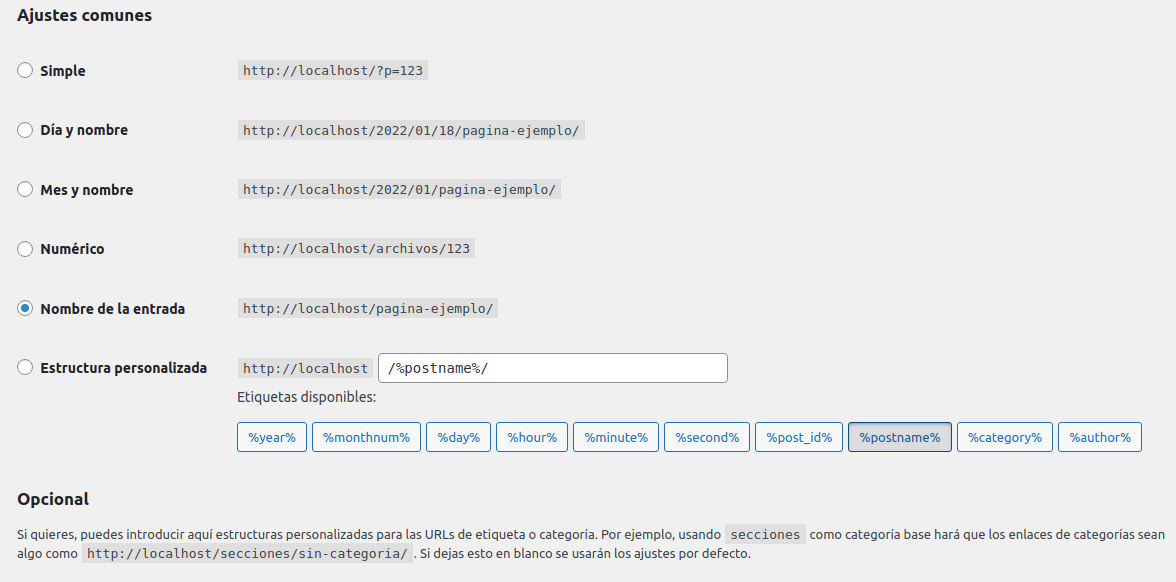 Ajustes comunes
Simple http://localhost/?p=123
Día y nombre http://localhost/2022/01/18/pagina-ejemplo/
Mes y nombre http://localhost/2022/01/pagina-ejemplo/
Numérico http://localhost/archivos/123
Nombre de la entrada http://localhost/pagina-ejemplo/
Estructura personalizada http://localhost /%postname%/
Etiquetas disponibles:
%year% %monthnum% %day% %hour% %minute% %second% %post_id% %postname% %category% %author%
Opcional
Si quieres, puedes introducir aquí estructuras personalizadas para las URLs de etiqueta o categoría. Por ejemplo, usando secciones como categoría base hará que los enlaces de categorías sean
algo como http://localhost/secciones/sin-categoria/ . Si dejas esto en blanco se usarán los ajustes por defecto.